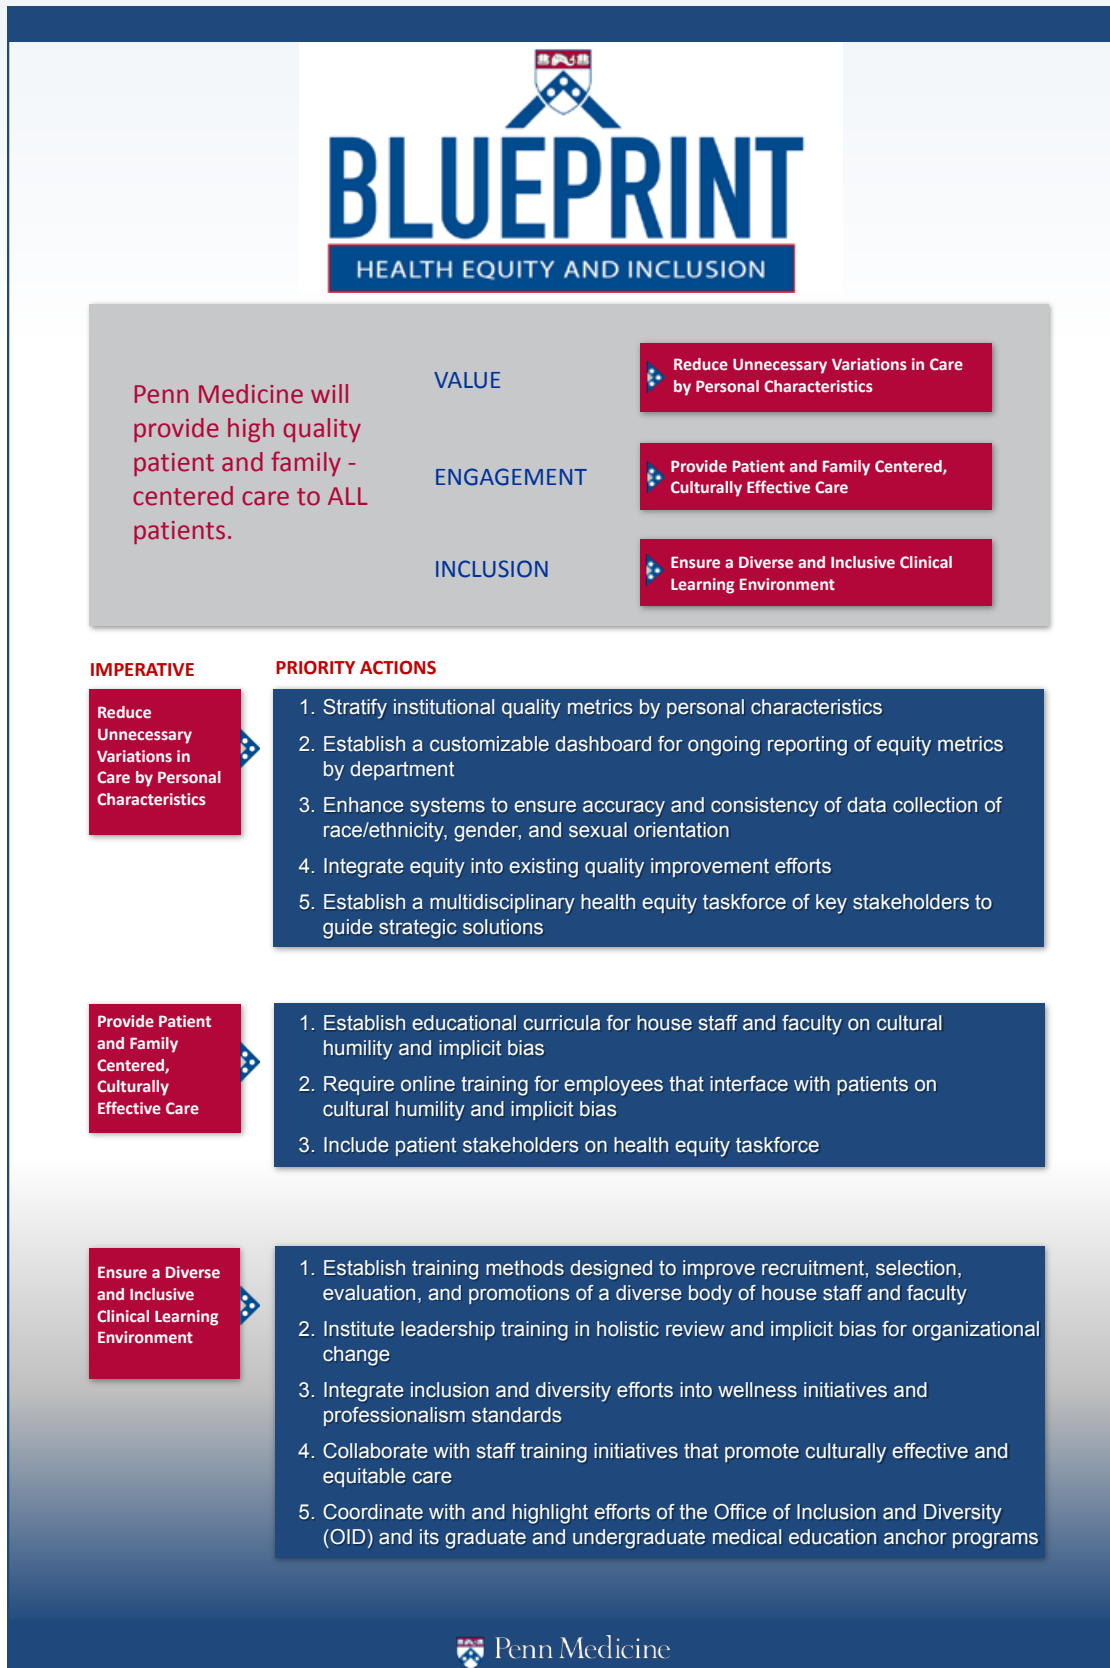 BLUEPRINT
HEALTH EQUITY AND INCLUSION
Penn Medicine will
provide high quality
patient and family -
centered care to ALL
patients.
VALUE
Reduce Unnecessary Variations in Care
by Personal Characteristics
ENGAGEMENT
Provide Patient and Family Centered,
Culturally Effective Care
INCLUSION
Ensure a Diverse and Inclusive Clinical
Learning Environment
IMPERATIVE
PRIORITY ACTIONS
Reduce
Unnecessary
Variations in
Care by Personal
Characteristics
1. Stratify institutional quality metrics by personal characteristics
2. Establish a customizable dashboard for ongoing reporting of equity metrics
by department
3. Enhance systems to ensure accuracy and consistency of data collection of
race/ethnicity, gender, and sexual orientation
4. Integrate equity into existing quality improvement efforts
5. Establish a multidisciplinary health equity taskforce of key stakeholders to
guide strategic solutions
Provide Patient
and Family
Centered,
Culturally
Effective Care
1. Establish educational curricula for house staff and faculty on cultural
humility and implicit bias
2. Require online training for employees that interface with patients on
cultural humility and implicit bias
3. Include patient stakeholders on health equity taskforce
Ensure a Diverse
and Inclusive
Clinical Learning
Environment
1. Establish training methods designed to improve recruitment, selection,
evaluation, and promotions of a diverse body of house staff and faculty
2. Institute leadership training in holistic review and implicit bias for organizational
change
3. Integrate inclusion and diversity efforts into wellness initiatives and
professionalism standards
4. Collaborate with staff training initiatives that promote culturally effective and
equitable care
5. Coordinate with and highlight efforts of the Office of Inclusion and Diversity
(OID) and its graduate and undergraduate medical education anchor programs
Penn Medicine